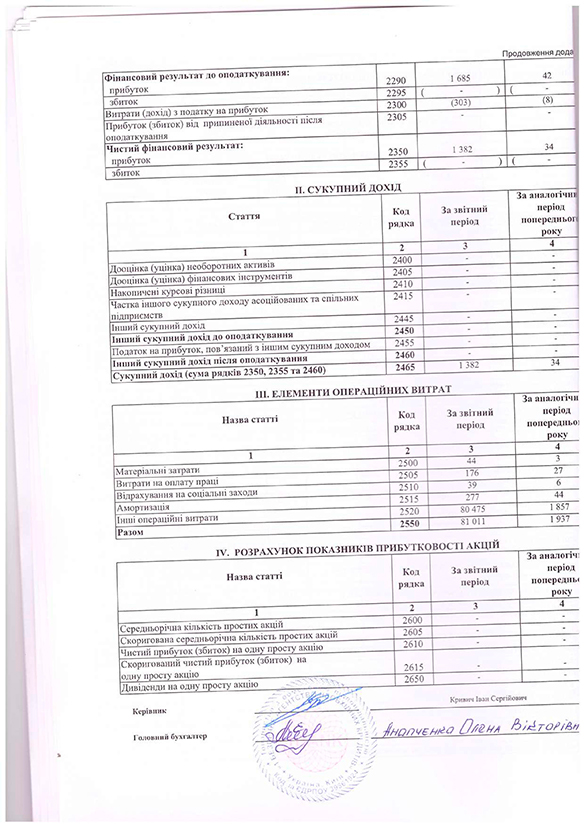 Продовження дода
Фінансовий результат до оподаткування:
прибуток 2290 1 685 42
збиток 2295 ( - ) ( -
Витрати (дохід) з податку на прибуток 2300 (303) (8)
Прибуток (збиток) від припиненої діяльності після 2305 - -
оподаткування
Чистий фінансовий результат:
прибуток 2350 1 382 34
збиток 2355 ( - ) ( -
ІІ. СУКУПНИЙ ДОХІД
Стаття Код рядка За звітний період За аналогічн період попередньог року
1 2 3 4
Дооцінка (уцінка) необоротних активів 2400 - -
Дооцінка (уцінка) фінансових інструментів 2405 - -
Накопичені курсові різниці 2410 - -
Частка іншого сукупного доходу асоційованих та спільних 2415 - -
підприємств
Інший сукупний дохід 2445 - -
Інший сукупний дохід до оподаткування 2450 - -
Податок на прибуток, пов’язаний з іншим сукупним доходом 2455 - -
Інший сукупний дохід після оподаткування 2460 - -
Сукупний дохід (сума рядків 2350, 2355 та 2460) 2465 1 382 34
ІІІ. ЕЛЕМЕНТИ ОПЕРАЦІЙНИХ ВИТРАТ
Назва статті Код рядка За звітний період За аналогічн період попередньог року
1 2 3 4
Матеріальні затрати 2500 44 3
Витрати на оплату праці 2505 176 27
Відрахування на соціальні заходи 2510 39 6
Амортизація 2515 277 44
Інші операційні витрати 2520 80 475 1 857
Разом 2550 81 011 1 937
ІV. РОЗРАХУНОК ПОКАЗНИКІВ ПРИБУТКОВОСТІ АКЦІЙ
Назва статті Код рядка За звітний період За аналогі період попередньо року
1 2 3 4
Середньорічна кількість простих акцій 2600 - -
Скоригована середньорічна кількість простих акцій 2605 - -
Чистий прибуток (збиток) на одну просту акцію 2610 - -
Скоригований чистий прибуток (збиток) на 2615 - -
одну просту акцію
Дивіденди на одну просту акцію 2650 - -
Керівник Кривич Іван Сергійович
Головний бухгалтер Олена Вікторівн